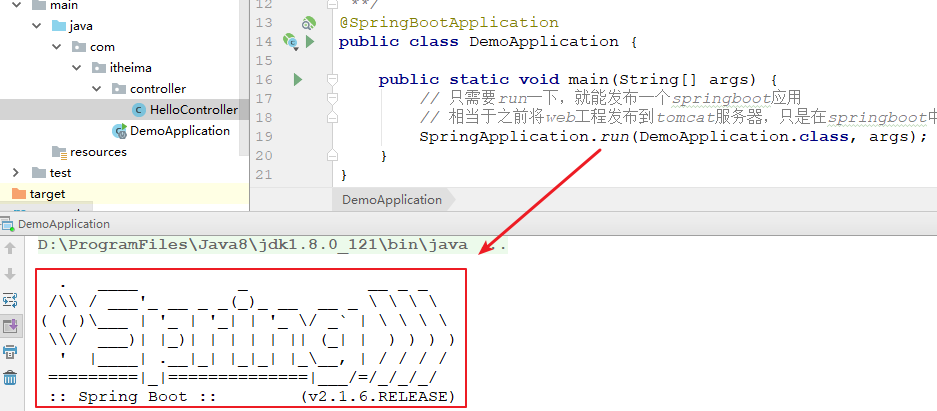 main
java
com
itheima
controller
HelloController
DemoApplication
resources
test
target
12 **/
13 @SpringBootApplication
14 public class DemoApplication {
15
16 public static void main(String[] args) {
17 // 只需要run一下，就能发布一个springboot应用
18 // 相当于之前将web工程发布到tomcat服务器，只是在springboot中
19 SpringApplication.run(DemoApplication.class, args);
20 }
21 }
DemoApplication
DemoApplication
D:\ProgramFiles\Java8\jdk1.8.0_121\bin\java ...
  .   ____          _            __ _ _
 /\\ / ___'_ __ _ _(_)_ __  __ _ \ \ \ \
( ( )\___ | '_ | '_| | '_ \/ _` | \ \ \ \
 \\/  ___)| |_)| | | | | || (_| |  ) ) ) )
  '  |____| .__|_| |_|_| |_\__, | / / / /
 =========|_|==============|___/=/_/_/_/
 :: Spring Boot ::        (v2.1.6.RELEASE)